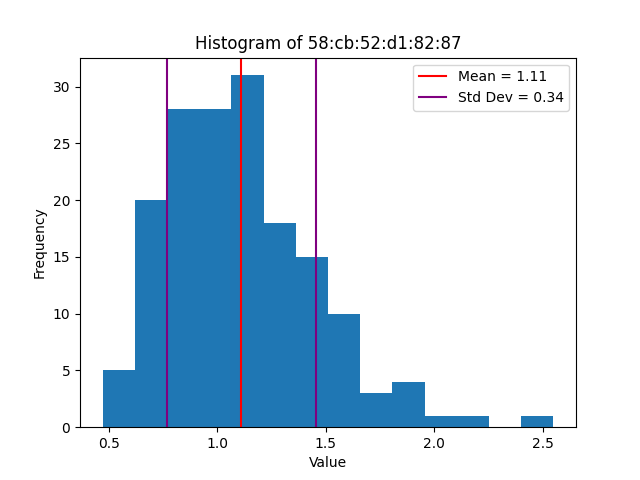 Histogram of 58:cb:52:d1:82:87
Mean = 1.11
Std Dev = 0.34
Frequency
30
25
20
15
10
5
0
0.5 1.0 1.5 2.0 2.5
Value